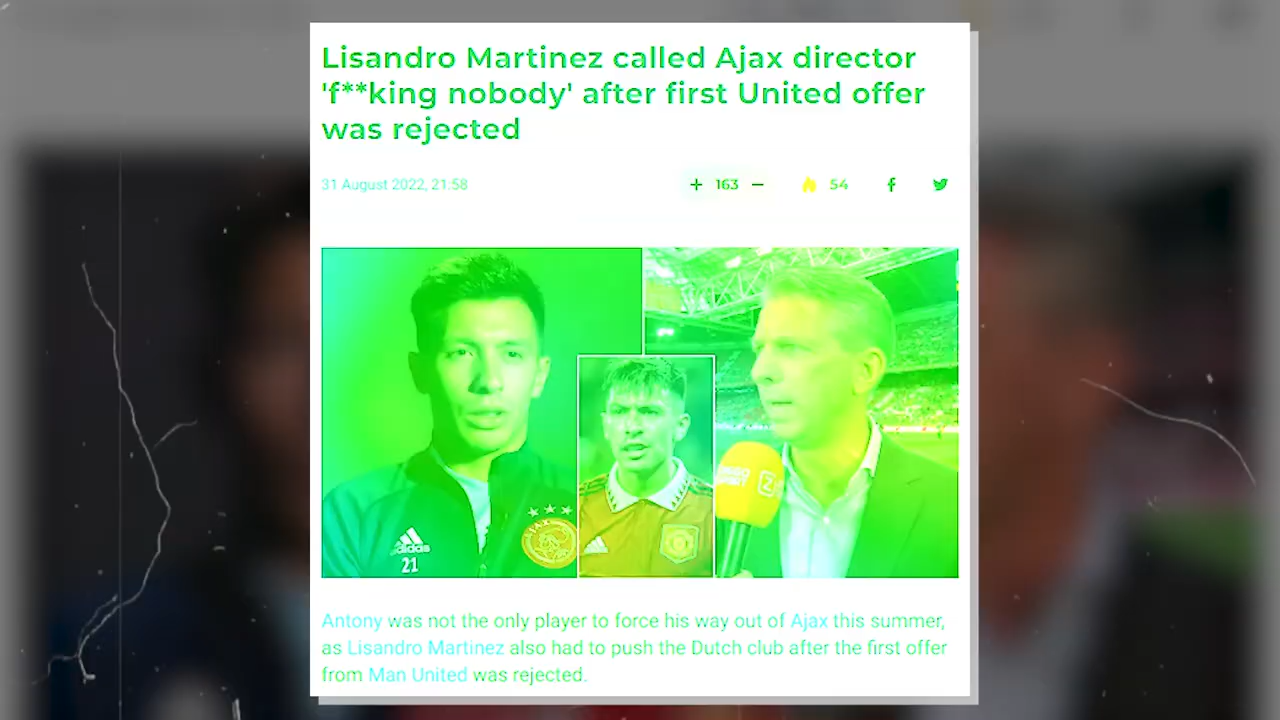 Lisandro Martinez called Ajax director
'f**king nobody' after first United offer
was rejected
31 August 2022, 21:58
+ 163 −
54
adidas
21
AJAX
Antony was not the only player to force his way out of Ajax this summer,
as Lisandro Martinez also had to push the Dutch club after the first offer
from Man United was rejected.